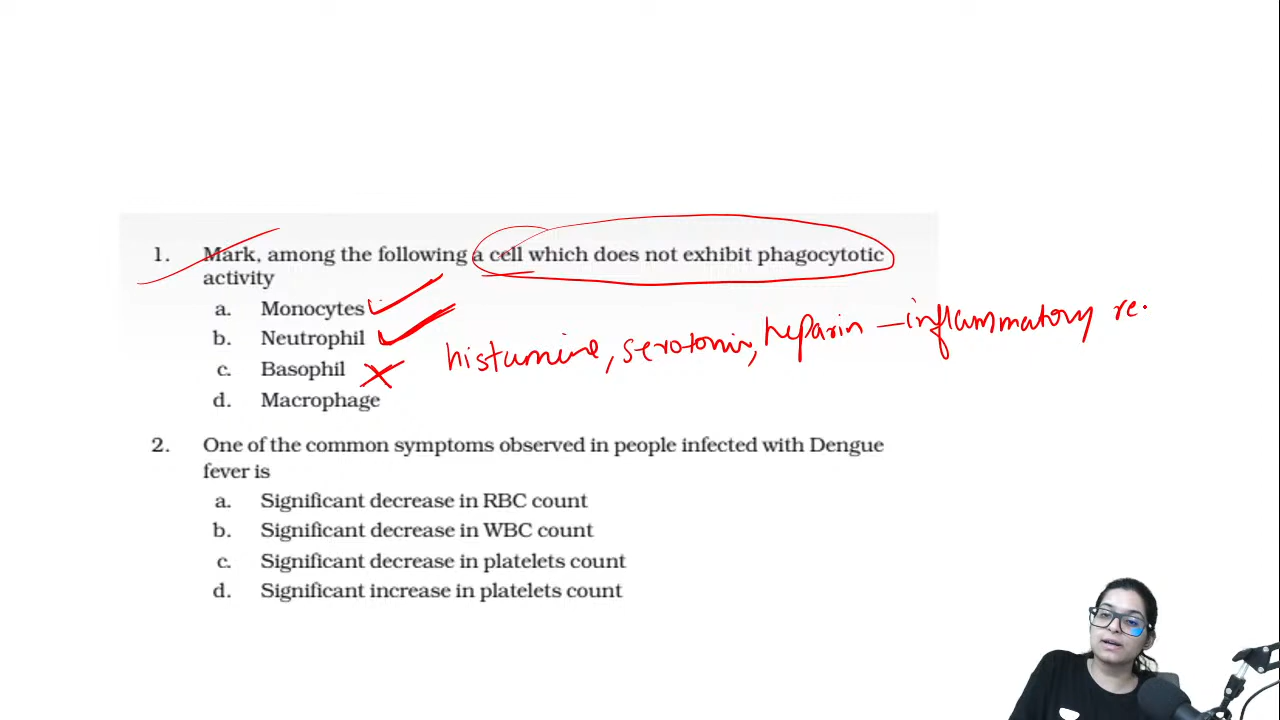 1. Mark, among the following a cell which does not exhibit phagocytotic
activity
a. Monocytes
b. Neutrophil
c. Basophil
d. Macrophage
histamine, serotonin, heparin – inflammatory re.
2. One of the common symptoms observed in people infected with Dengue
fever is
a. Significant decrease in RBC count
b. Significant decrease in WBC count
c. Significant decrease in platelets count
d. Significant increase in platelets count